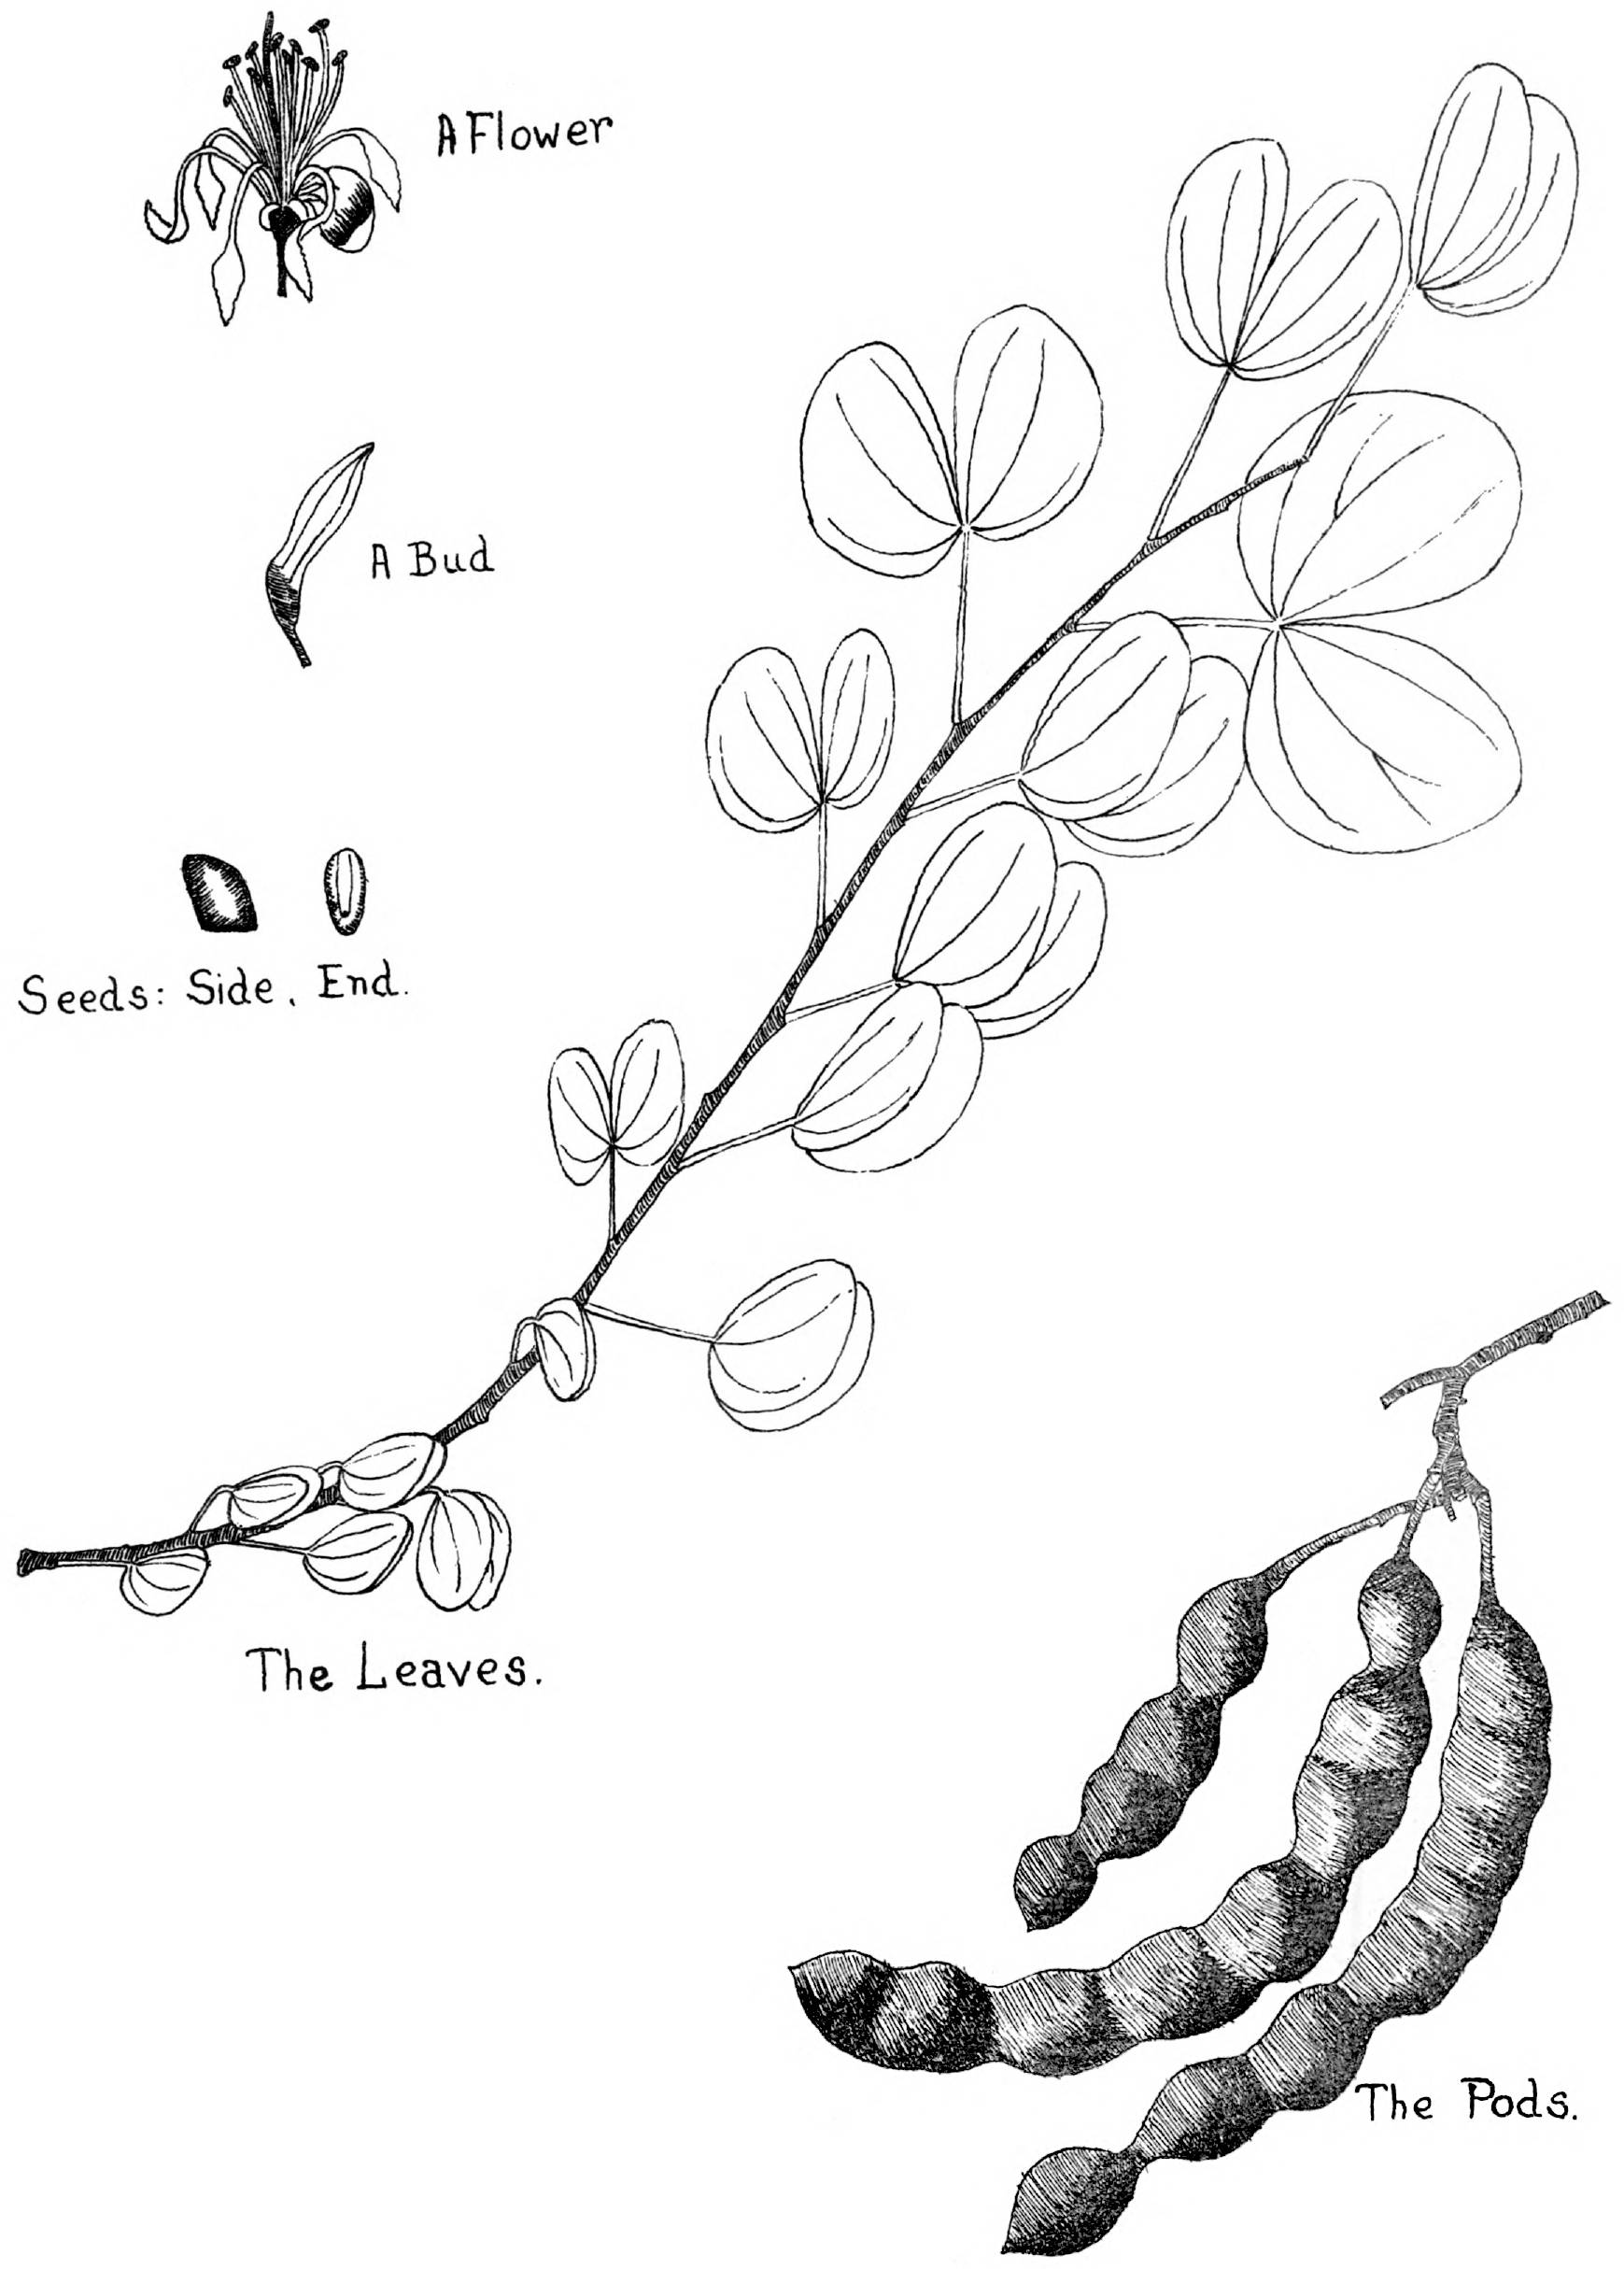 A Flower
A Bud
Seeds: Side, End.
The Leaves.
The Pods.